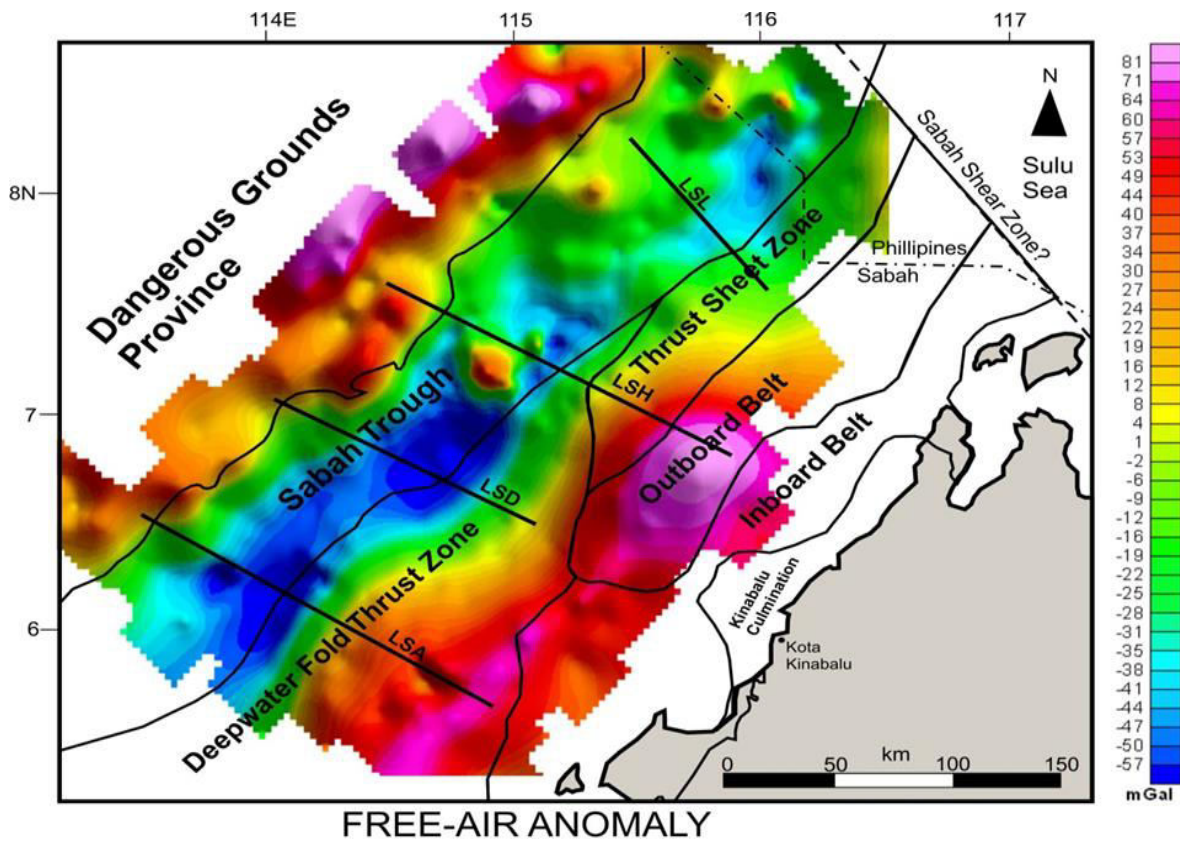 114E
115
116
117
8N
7
6
Dangerous Grounds
Province
N
Sulu
Sea
Sabah Shear Zone?
LSL
Phillipines
Sabah
Thrust Sheet Zone
LSH
Sabah Trough
Outboard Belt
Inboard Belt
LSD
Deepwater Fold Thrust Zone
LSA
Kinabalu
Culmination
Kota
Kinabalu
km
0 50 100 150
81
71
64
60
57
53
49
44
40
37
34
30
27
24
22
19
16
12
8
4
1
-2
-6
-9
-12
-16
-19
-22
-25
-28
-31
-35
-38
-41
-44
-47
-50
-57
mGal
FREE-AIR ANOMALY